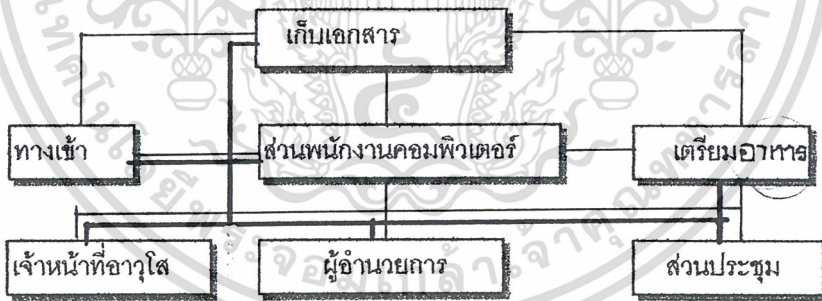 เก็บเอกสาร
ทางเข้า
ส่วนพนักงานคอมพิวเตอร์
เตรียมอาการ
เจ้าหน้าที่อาวุโส
ผู้อำนวยการ
ส่วนประชุม